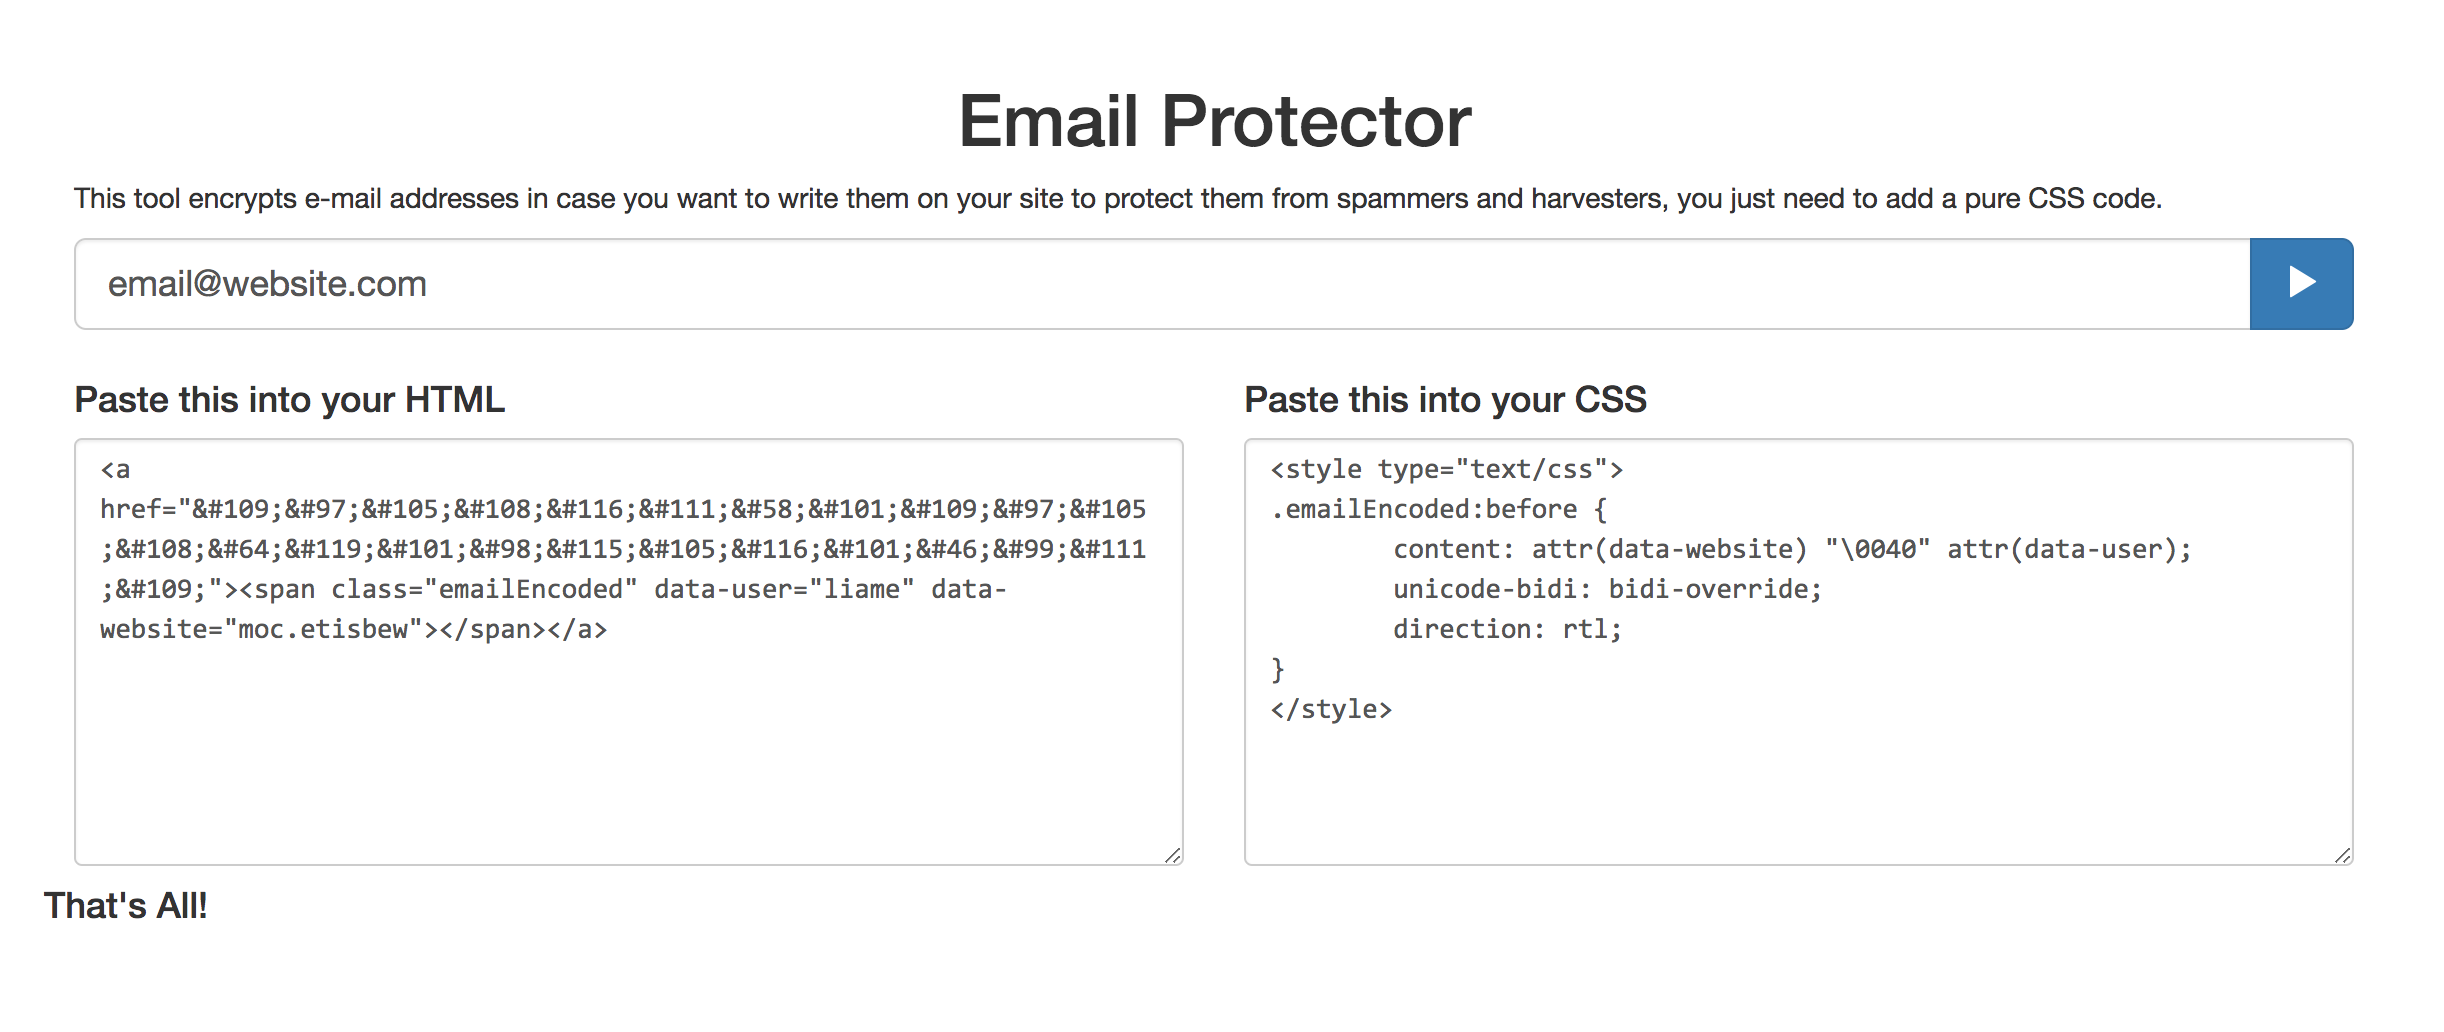 Email Protector
This tool encrypts e-mail addresses in case you want to write them on your site to protect them from spammers and harvesters, you just need to add a pure CSS code.
email@website.com
Paste this into your HTML
<a
href="&#109;&#97;&#105;&#108;&#116;&#111;&#58;&#101;&#109;&#97;&#105
;&#108;&#64;&#119;&#101;&#98;&#115;&#105;&#116;&#101;&#46;&#99;&#111
;&#109;"><span class="emailEncoded" data-user="liame" data-
website="moc.etisbew"></span></a>
Paste this into your CSS
<style type="text/css">
.emailEncoded:before {
        content: attr(data-website) "\0040" attr(data-user);
        unicode-bidi: bidi-override;
        direction: rtl;
}
</style>
That's All!